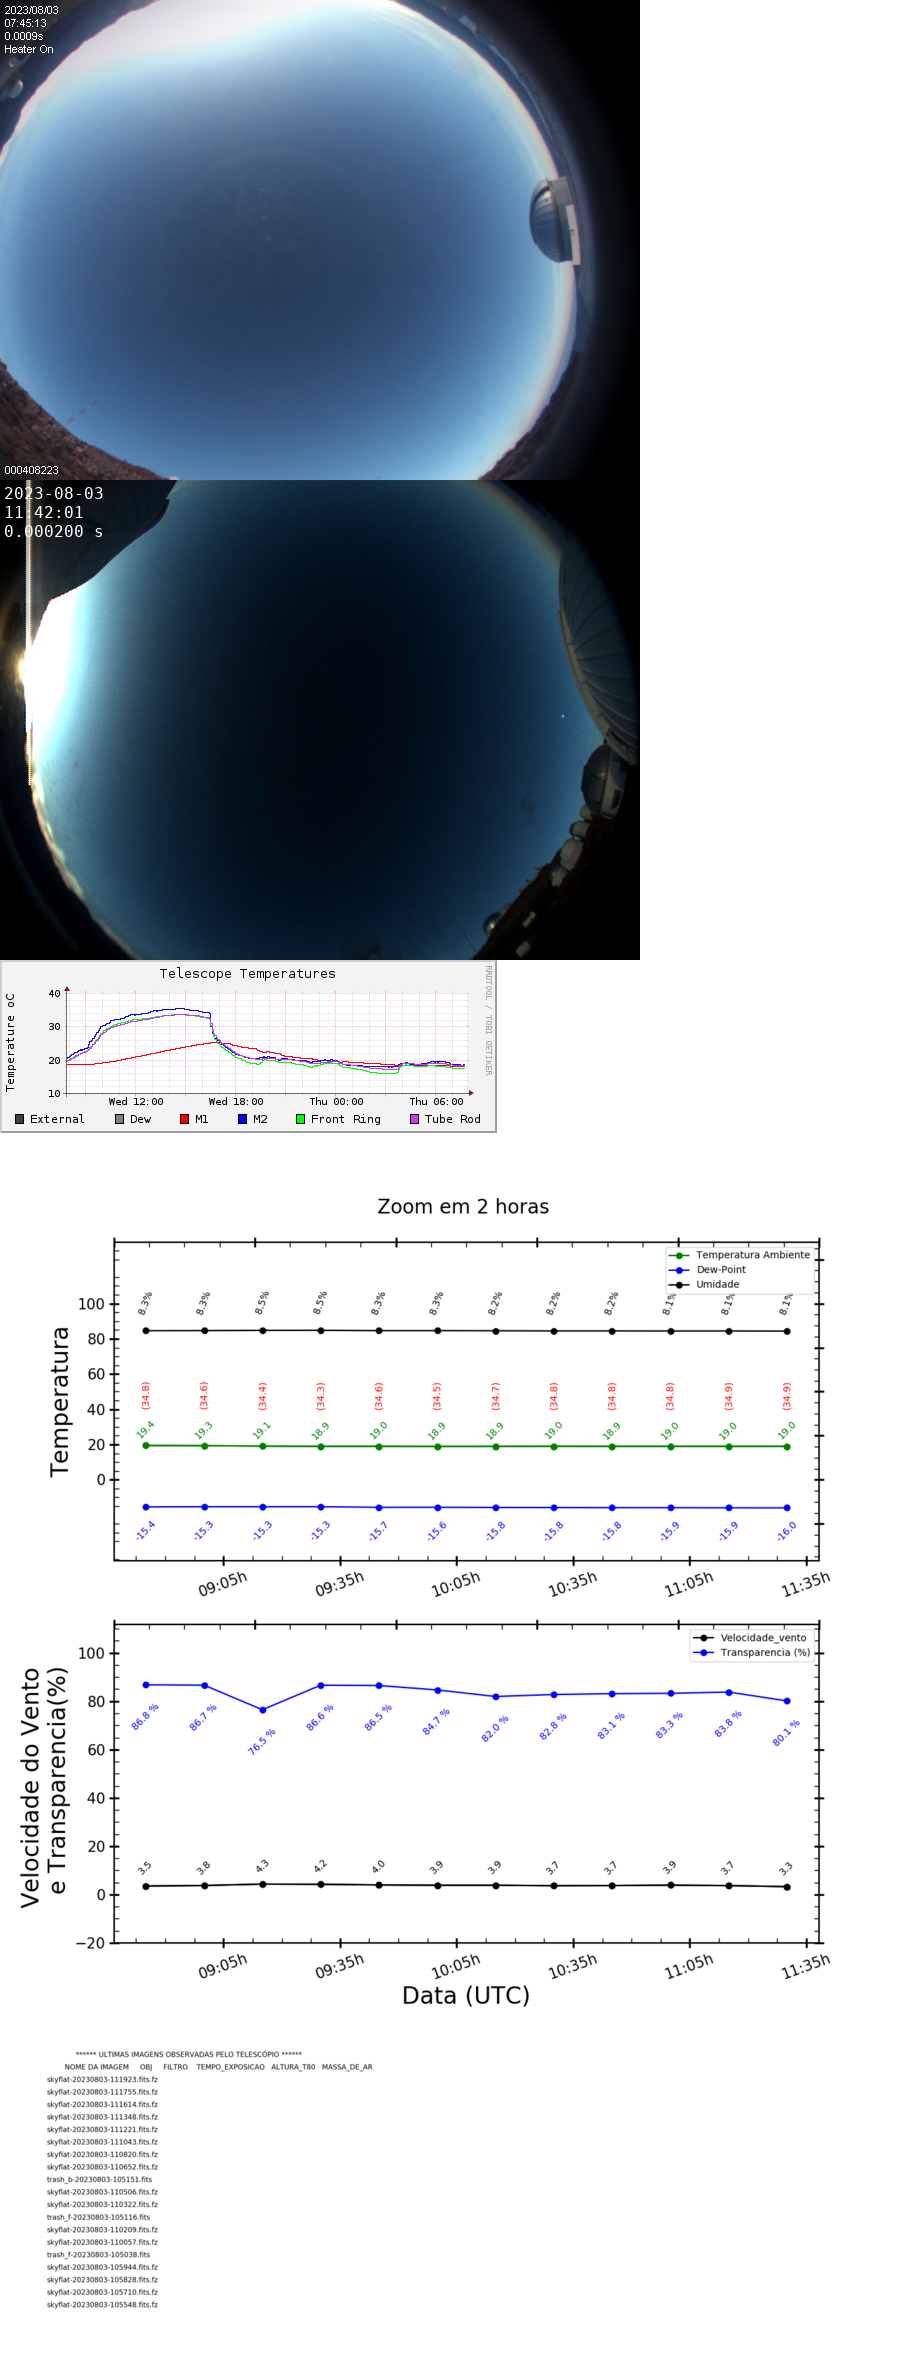 2023/08/03
07:45:13
0.0009s
Heater On
000408223
2023-08-03
11:42:01
0.000200 s
Telescope Temperatures
RRDTOOL / TOBI OETIKER
Temperature oC
40
30
20
10
Wed 12:00 Wed 18:00 Thu 00:00 Thu 06:00
External Dew M1 M2 Front Ring Tube Rod
Zoom em 2 horas
Temperatura Ambiente
Dew-Point
Umidade
Temperatura
100
80
60
40
20
0
8.3% 8.3% 8.5% 8.5% 8.3% 8.3% 8.2% 8.2% 8.2% 8.1% 8.1% 8.1%
(34.8) (34.6) (34.4) (34.3) (34.6) (34.5) (34.7) (34.8) (34.8) (34.8) (34.9) (34.9)
19.4 19.3 19.1 18.9 19.0 18.9 18.9 19.0 18.9 19.0 19.0 19.0
-15.4 -15.3 -15.3 -15.3 -15.7 -15.6 -15.8 -15.8 -15.8 -15.9 -15.9 -16.0
09:05h 09:35h 10:05h 10:35h 11:05h 11:35h
Velocidade_vento
Transparencia (%)
Velocidade do Vento
e Transparencia(%)
100
80
60
40
20
0
−20
86.8 % 86.7 % 76.5 % 86.6 % 86.5 % 84.7 % 82.0 % 82.8 % 83.1 % 83.3 % 83.8 % 80.1 %
3.5 3.8 4.3 4.2 4.0 3.9 3.9 3.7 3.7 3.9 3.7 3.3
09:05h 09:35h 10:05h 10:35h 11:05h 11:35h
Data (UTC)
****** ULTIMAS IMAGENS OBSERVADAS PELO TELESCÓPIO ******
NOME DA IMAGEM OBJ FILTRO TEMPO_EXPOSICAO ALTURA_T80 MASSA_DE_AR
skyflat-20230803-111923.fits.fz
skyflat-20230803-111755.fits.fz
skyflat-20230803-111614.fits.fz
skyflat-20230803-111348.fits.fz
skyflat-20230803-111221.fits.fz
skyflat-20230803-111043.fits.fz
skyflat-20230803-110820.fits.fz
skyflat-20230803-110652.fits.fz
trash_b-20230803-105151.fits
skyflat-20230803-110506.fits.fz
skyflat-20230803-110322.fits.fz
trash_f-20230803-105116.fits
skyflat-20230803-110209.fits.fz
skyflat-20230803-110057.fits.fz
trash_f-20230803-105038.fits
skyflat-20230803-105944.fits.fz
skyflat-20230803-105828.fits.fz
skyflat-20230803-105710.fits.fz
skyflat-20230803-105548.fits.fz